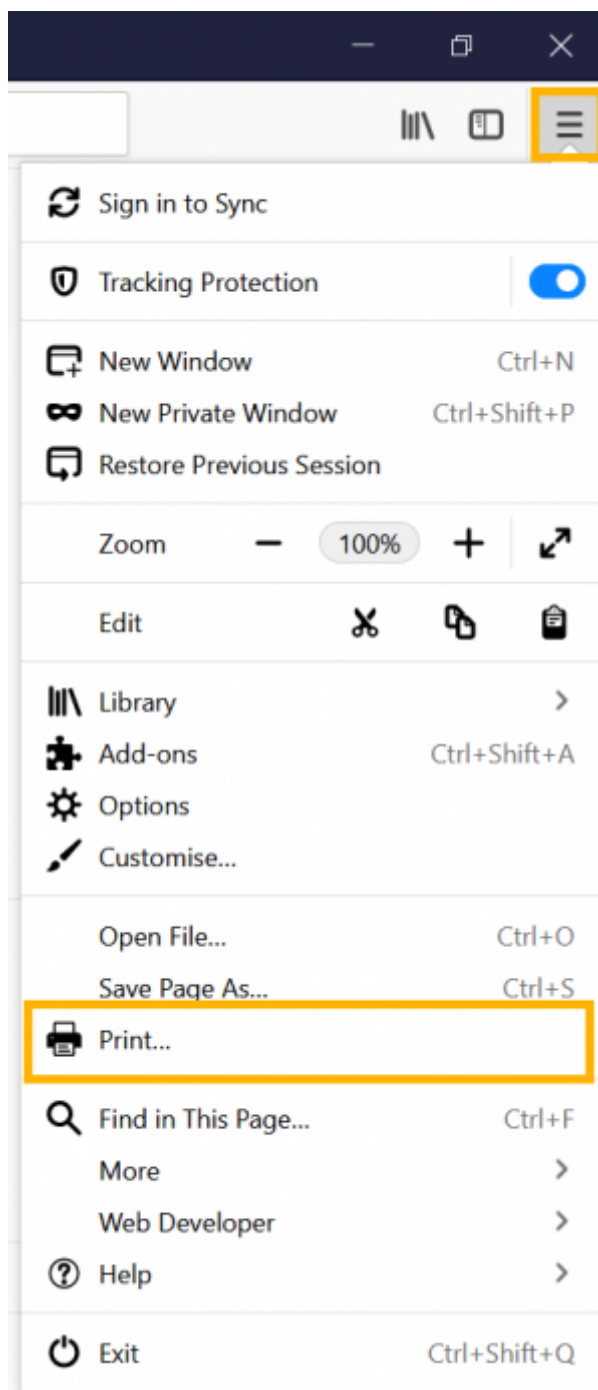 Sign in to Sync
Tracking Protection
New Window Ctrl+N
New Private Window Ctrl+Shift+P
Restore Previous Session
Zoom 100%
Edit
Library
Add-ons Ctrl+Shift+A
Options
Customise...
Open File... Ctrl+O
Save Page As... Ctrl+S
Print...
Find in This Page... Ctrl+F
More
Web Developer
Help
Exit Ctrl+Shift+Q